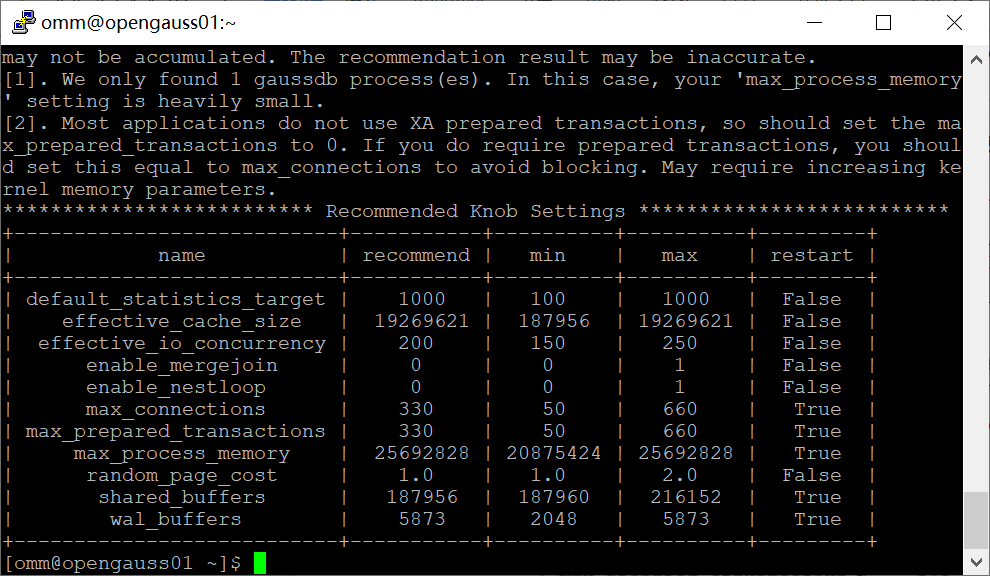 omm@opengauss01:~
may not be accumulated. The recommendation result may be inaccurate.
[1]. We only found 1 gaussdb process(es). In this case, your 'max_process_memory
' setting is heavily small.
[2]. Most applications do not use XA prepared transactions, so should set the ma
x_prepared_transactions to 0. If you do require prepared transactions, you shoul
d set this equal to max_connections to avoid blocking. May require increasing ke
rnel memory parameters.
************************** Recommended Knob Settings **************************
+---------------------------+-----------+----------+----------+---------+
|            name           | recommend |   min    |   max    | restart |
+---------------------------+-----------+----------+----------+---------+
| default_statistics_target |    1000   |   100    |   1000   |  False  |
|    effective_cache_size   |  19269621 |  187956  | 19269621 |  False  |
|  effective_io_concurrency |    200    |   150    |   250    |  False  |
|      enable_mergejoin     |     0     |    0     |    1     |  False  |
|      enable_nestloop      |     0     |    0     |    1     |  False  |
|      max_connections      |    330    |    50    |   660    |   True  |
| max_prepared_transactions |    330    |    50    |   660    |   True  |
|     max_process_memory    |  25692828 | 20875424 | 25692828 |   True  |
|      random_page_cost     |    1.0    |   1.0    |   2.0    |  False  |
|       shared_buffers      |   187956  |  187960  |  216152  |   True  |
|        wal_buffers        |    5873   |   2048   |   5873   |   True  |
+---------------------------+-----------+----------+----------+---------+
[omm@opengauss01 ~]$